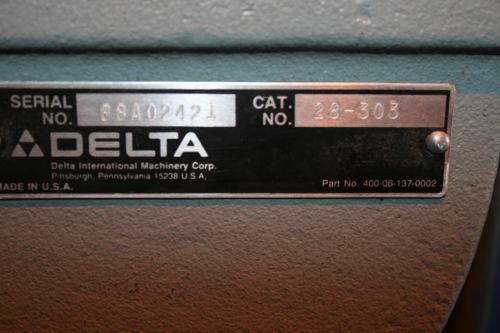 SERIAL NO. 88A02421 CAT. NO. 28-303
DELTA
Delta International Machinery Corp.
Pittsburgh, Pennsylvania 15238 U.S.A.
MADE IN U.S.A.
Part No. 400-06-137-0002